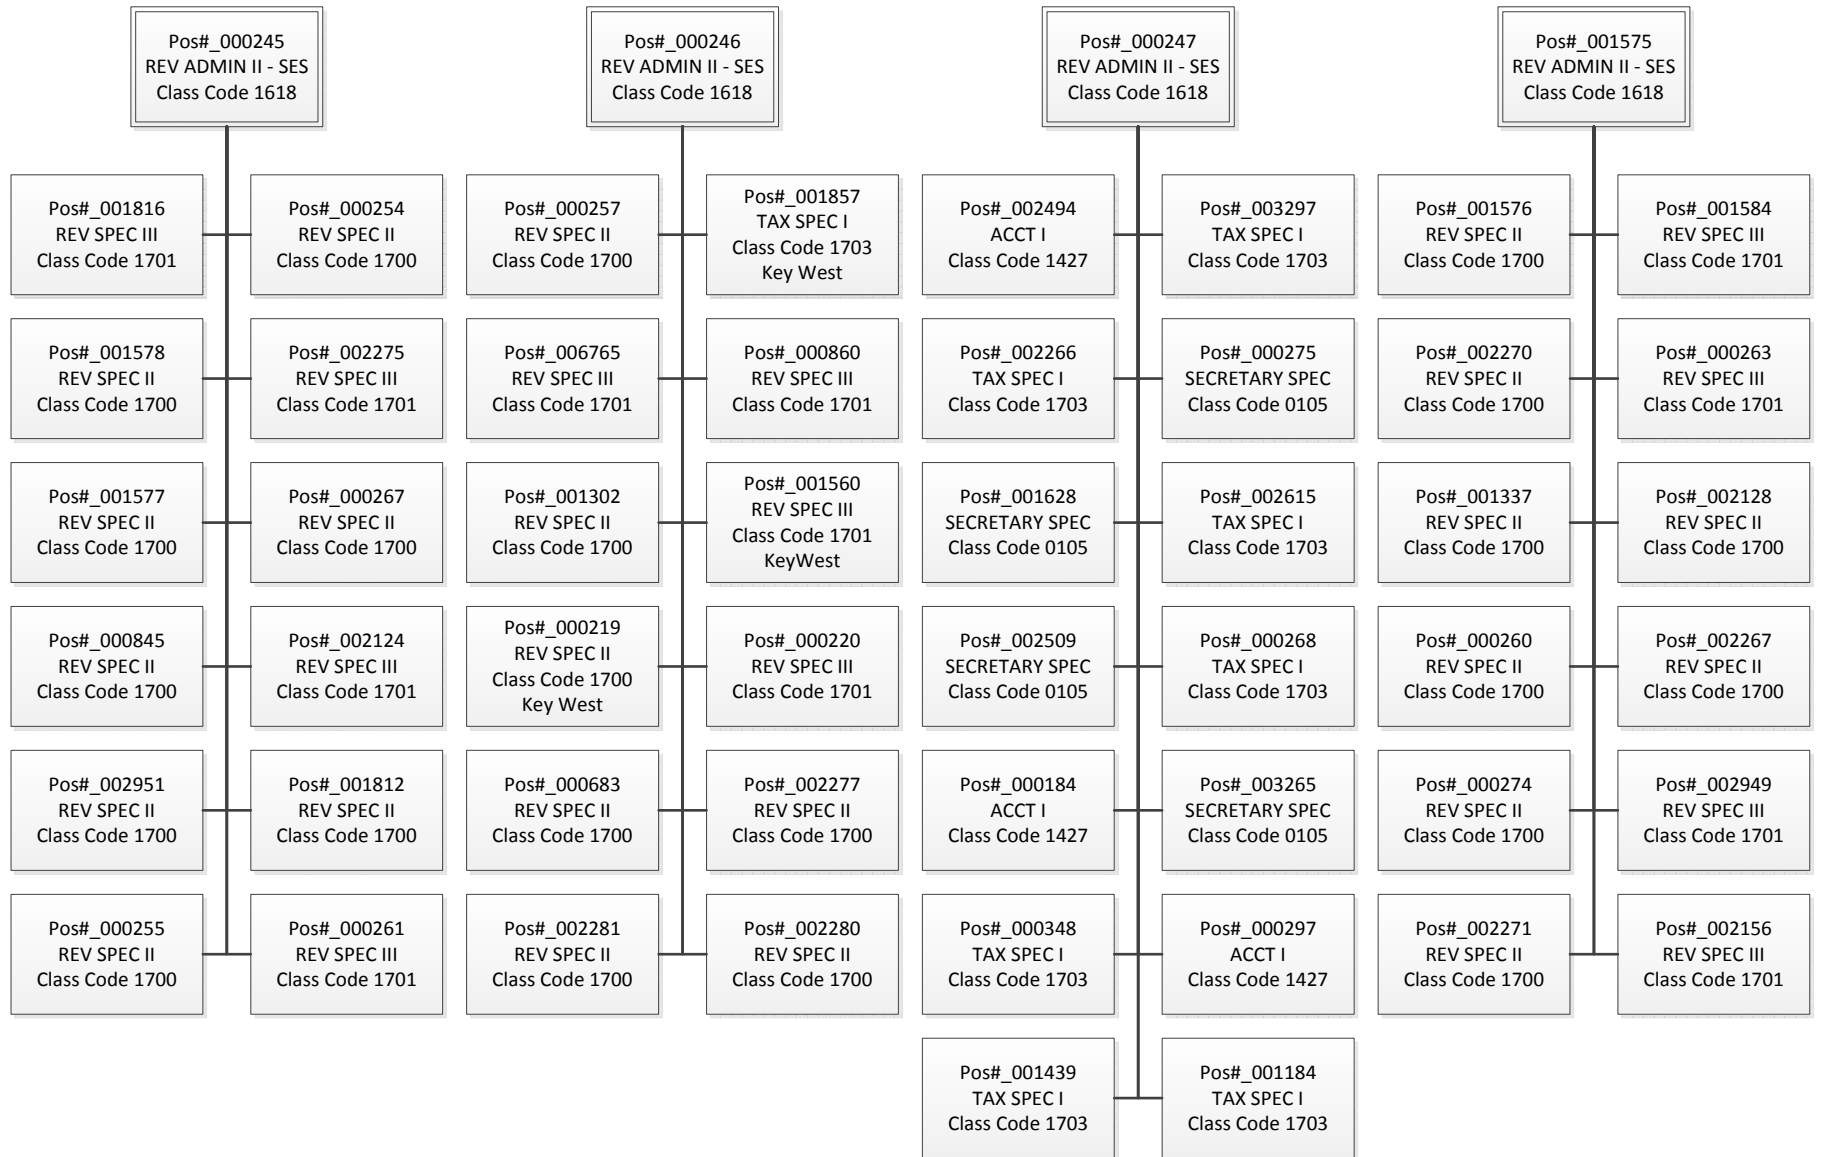 Pos#_000245
REV ADMIN II - SES
Class Code 1618
Pos#_001816
REV SPEC III
Class Code 1701
Pos#_000254
REV SPEC II
Class Code 1700
Pos#_001578
REV SPEC II
Class Code 1700
Pos#_002275
REV SPEC III
Class Code 1701
Pos#_001577
REV SPEC II
Class Code 1700
Pos#_000267
REV SPEC II
Class Code 1700
Pos#_000845
REV SPEC II
Class Code 1700
Pos#_002124
REV SPEC III
Class Code 1701
Pos#_002951
REV SPEC II
Class Code 1700
Pos#_001812
REV SPEC II
Class Code 1700
Pos#_000255
REV SPEC II
Class Code 1700
Pos#_000261
REV SPEC III
Class Code 1701
Pos#_000246
REV ADMIN II - SES
Class Code 1618
Pos#_000257
REV SPEC II
Class Code 1700
Pos#_001857
TAX SPEC I
Class Code 1703
Key West
Pos#_006765
REV SPEC III
Class Code 1701
Pos#_000860
REV SPEC III
Class Code 1701
Pos#_001302
REV SPEC II
Class Code 1700
Pos#_001560
REV SPEC III
Class Code 1701
KeyWest
Pos#_000219
REV SPEC II
Class Code 1700
Key West
Pos#_000220
REV SPEC III
Class Code 1701
Pos#_000683
REV SPEC II
Class Code 1700
Pos#_002277
REV SPEC II
Class Code 1700
Pos#_002281
REV SPEC II
Class Code 1700
Pos#_002280
REV SPEC II
Class Code 1700
Pos#_000247
REV ADMIN II - SES
Class Code 1618
Pos#_002494
ACCT I
Class Code 1427
Pos#_003297
TAX SPEC I
Class Code 1703
Pos#_002266
TAX SPEC I
Class Code 1703
Pos#_000275
SECRETARY SPEC
Class Code 0105
Pos#_001628
SECRETARY SPEC
Class Code 0105
Pos#_002615
TAX SPEC I
Class Code 1703
Pos#_002509
SECRETARY SPEC
Class Code 0105
Pos#_000268
TAX SPEC I
Class Code 1703
Pos#_000184
ACCT I
Class Code 1427
Pos#_003265
SECRETARY SPEC
Class Code 0105
Pos#_000348
TAX SPEC I
Class Code 1703
Pos#_000297
ACCT I
Class Code 1427
Pos#_001439
TAX SPEC I
Class Code 1703
Pos#_001184
TAX SPEC I
Class Code 1703
Pos#_001575
REV ADMIN II - SES
Class Code 1618
Pos#_001576
REV SPEC II
Class Code 1700
Pos#_001584
REV SPEC III
Class Code 1701
Pos#_002270
REV SPEC II
Class Code 1700
Pos#_000263
REV SPEC III
Class Code 1701
Pos#_001337
REV SPEC II
Class Code 1700
Pos#_002128
REV SPEC II
Class Code 1700
Pos#_000260
REV SPEC II
Class Code 1700
Pos#_002267
REV SPEC II
Class Code 1700
Pos#_000274
REV SPEC II
Class Code 1700
Pos#_002949
REV SPEC III
Class Code 1701
Pos#_002271
REV SPEC II
Class Code 1700
Pos#_002156
REV SPEC III
Class Code 1701